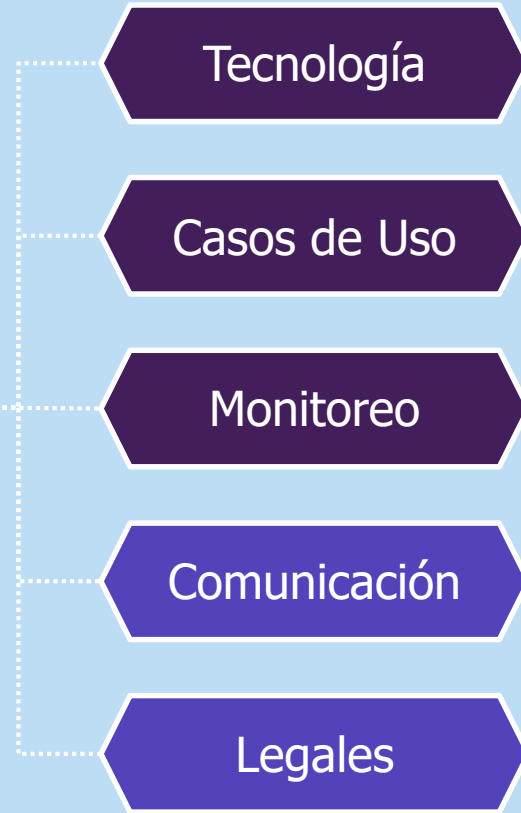 Tecnología
Casos de Uso
Monitoreo
Comunicación
Legales